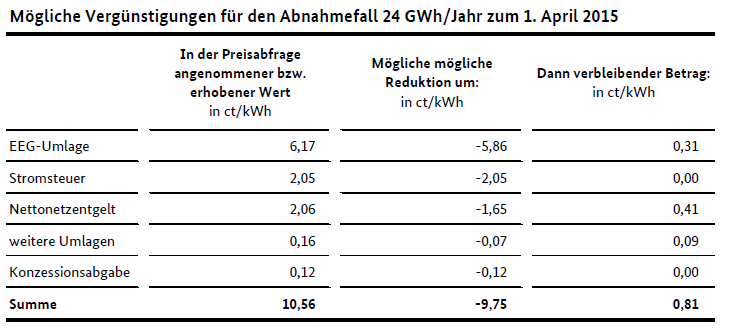 Mögliche Vergünstigungen für den Abnahmefall 24 GWh/Jahr zum 1. April 2015
In der Preisabfrage
angenommener bzw.
erhobener Wert
in ct/kWh
Mögliche mögliche
Reduktion um:
in ct/kWh
Dann verbleibender Betrag:
in ct/kWh
EEG-Umlage 6,17 -5,86 0,31
Stromsteuer 2,05 -2,05 0,00
Nettonetzentgelt 2,06 -1,65 0,41
weitere Umlagen 0,16 -0,07 0,09
Konzessionsabgabe 0,12 -0,12 0,00
Summe 10,56 -9,75 0,81